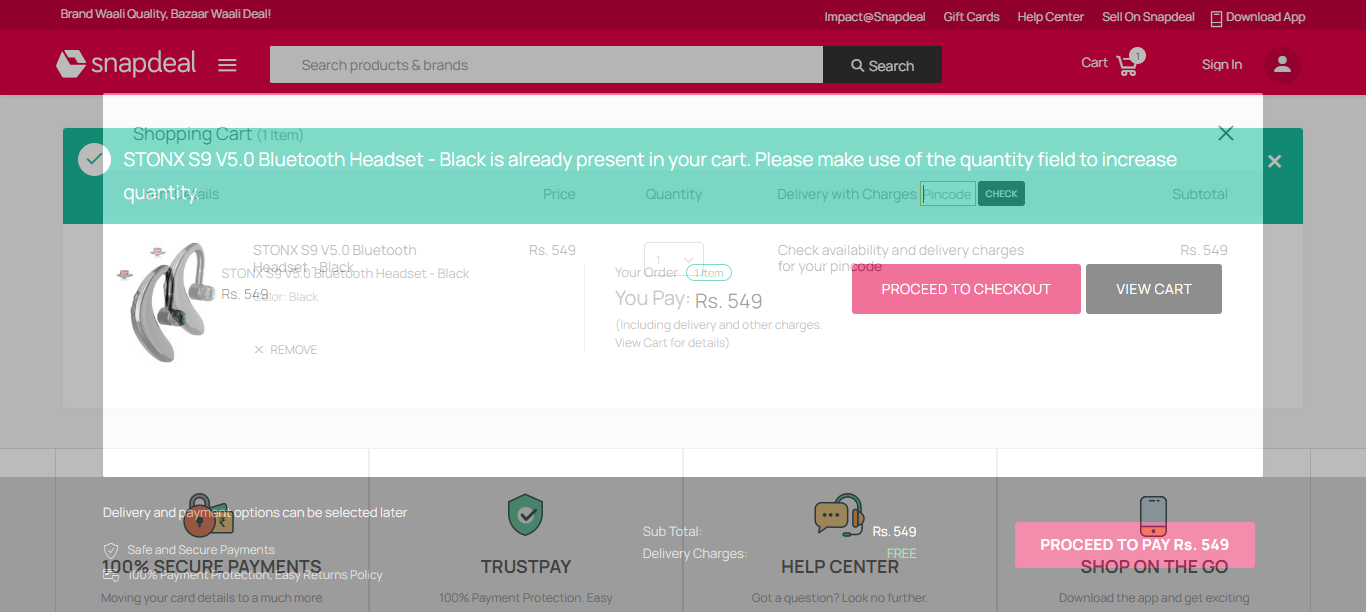 Brand Waali Quality, Bazaar Waali Deal!
Impact@Snapdeal Gift Cards Help Center Sell On Snapdeal Download App
snapdeal
Search products & brands
Search
Cart 1
Sign In
Shopping Cart (1 Item)
STONX S9 V5.0 Bluetooth Headset - Black is already present in your cart. Please make use of the quantity field to increase
quantity.
Details Price Quantity Delivery with Charges Pincode CHECK Subtotal
STONX S9 V5.0 Bluetooth
Headset - Black
Rs. 549
1
Check availability and delivery charges
for your pincode
Rs. 549
STONX S9 V5.0 Bluetooth Headset - Black
Rs. 549
Color: Black
REMOVE
Your Order 1 Item
You Pay: Rs. 549
(Including delivery and other charges.
View Cart for details)
PROCEED TO CHECKOUT
VIEW CART
Delivery and payment options can be selected later
Safe and Secure Payments
100% Payment Protection, Easy Returns Policy
Sub Total: Rs. 549
Delivery Charges: FREE
PROCEED TO PAY Rs. 549
100% SECURE PAYMENTS
Moving your card details to a much more
TRUSTPAY
100% Payment Protection. Easy
HELP CENTER
Got a question? Look no further.
SHOP ON THE GO
Download the app and get exciting